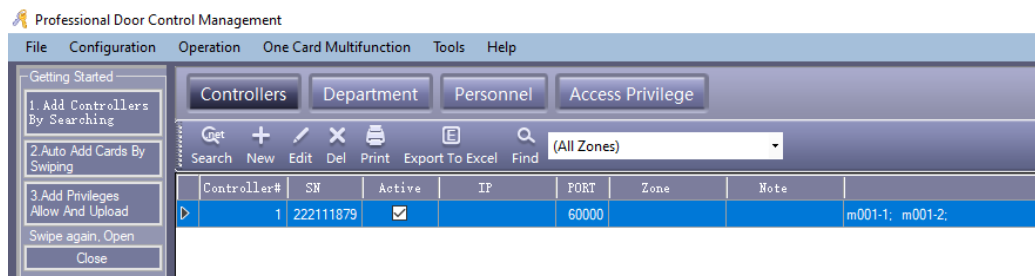 Professional Door Control Management
File Configuration Operation One Card Multifunction Tools Help
Getting Started
1. Add Controllers
By Searching
2.Auto Add Cards By
Swiping
3.Add Privileges
Allow And Upload
Swipe again, Open
Close
Controllers Department Personnel Access Privilege
net
Search New Edit Del Print Export To Excel Find (All Zones)
E
Controller# SN Active IP PORT Zone Note
1 222111879 60000 m001-1; m001-2;